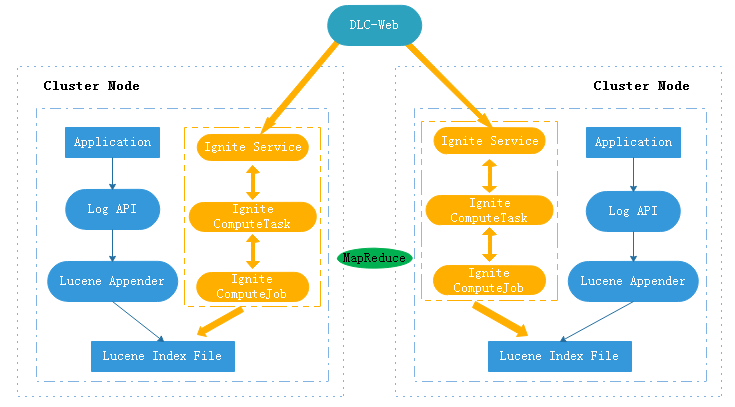 DLC-Web
Cluster Node
Application
Log API
Lucene Appender
Lucene Index File
Ignite Service
Ignite
ComputeTask
Ignite
ComputeJob
MapReduce
Cluster Node
Ignite Service
Ignite
ComputeTask
Ignite
ComputeJob
Application
Log API
Lucene Appender
Lucene Index File